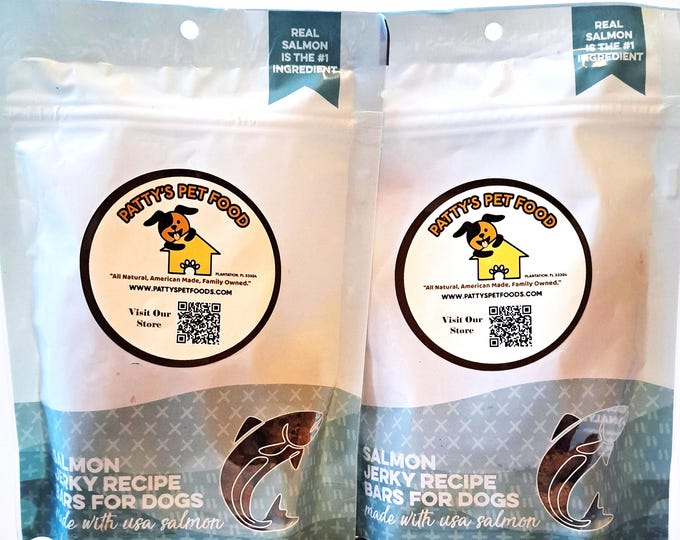 REAL
SALMON
IS THE #1
INGREDIENT
PATTY'S PET FOOD
PLANTATION, FL 33324
"All Natural, American Made, Family Owned."
WWW.PATTYSPETFOODS.COM
Visit Our
Store
SALMON
JERKY RECIPE
BARS FOR DOGS
made with usa salmon
REAL
SALMON
IS THE #1
INGREDIENT
PATTY'S PET FOOD
PLANTATION, FL 33324
"All Natural, American Made, Family Owned."
WWW.PATTYSPETFOODS.COM
Visit Our
Store
SALMON
JERKY RECIPE
BARS FOR DOGS
made with usa salmon